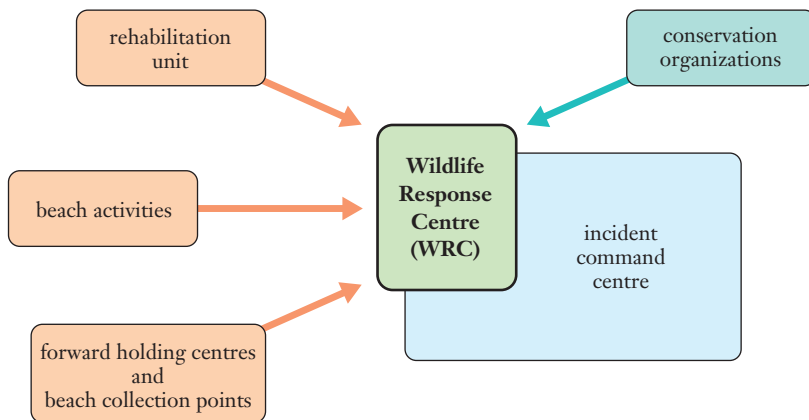 rehabilitation
unit
conservation
organizations
Wildlife
Response
Centre
(WRC)
beach activities
incident
command
centre
forward holding centres
and
beach collection points